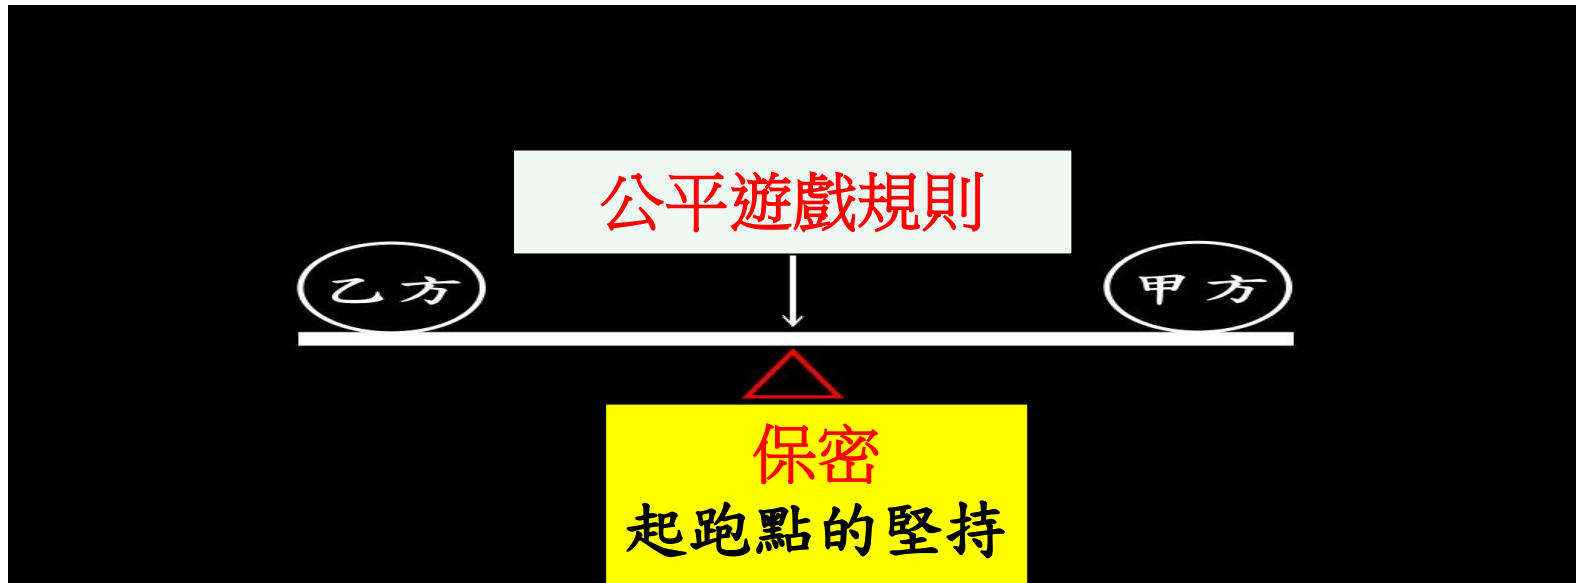 公平遊戲規則
乙方
甲方
保密
起跑點的堅持